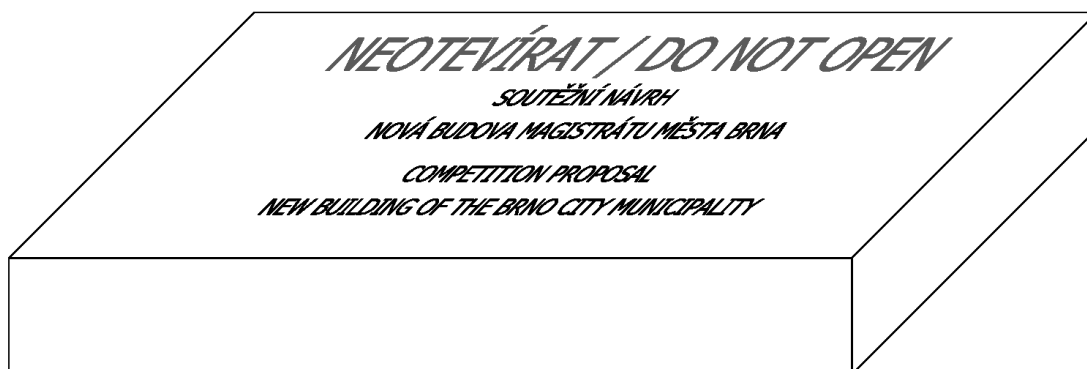 NEOTEVÍRAT / DO NOT OPEN
SOUTĚŽNÍ NÁVRH
NOVÁ BUDOVA MAGISTRÁTU MĚSTA BRNA
COMPETITION PROPOSAL
NEW BUILDING OF THE BRNO CITY MUNICIPALITY